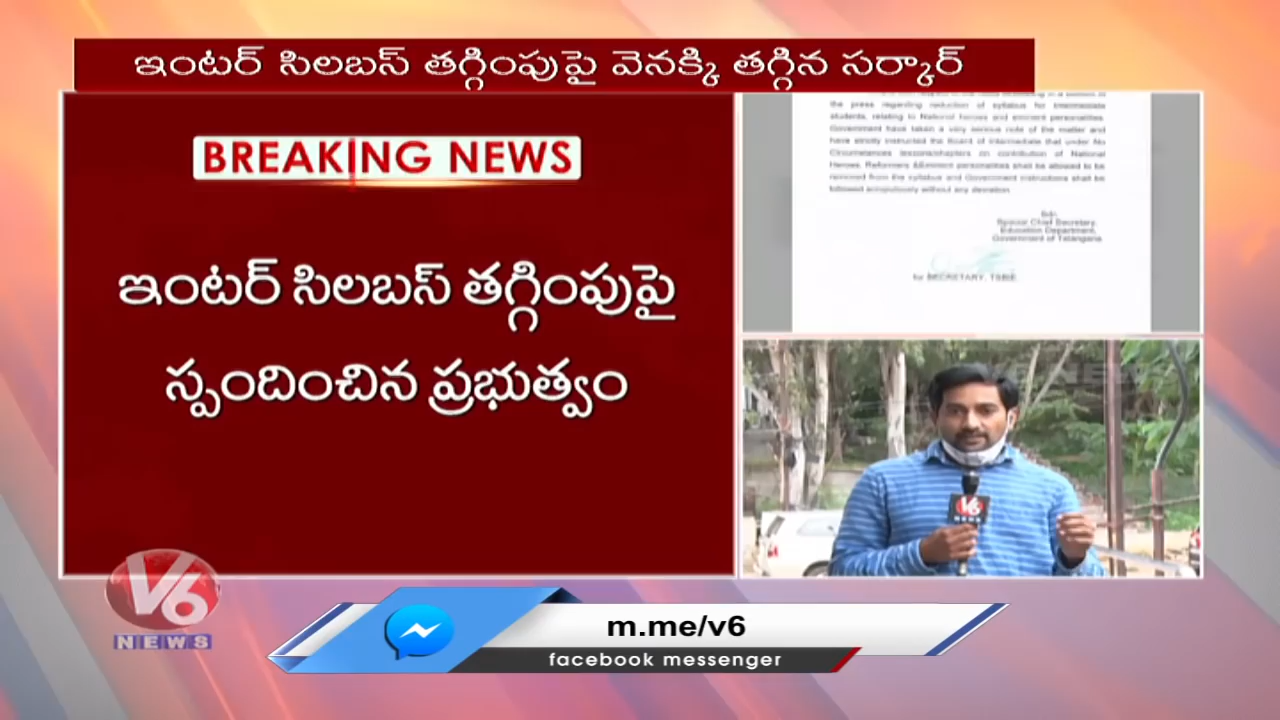 ఇంటర్ సిలబస్ తగ్గింపుపై వెనక్కి తగ్గిన సర్కార్
BREAKING NEWS
ఇంటర్ సిలబస్ తగ్గింపుపై
స్పందించిన ప్రభుత్వం
the press regarding reduction of syllabus for Intermediate
students, relating to National heroes and eminent personalities.
Government have taken a very serious note of the matter and
have strictly instructed the Board of Intermediate that under No
Circumstances lessons/chapters on contribution of National
Heroes, Reformers &Eminent personalities shall be allowed to be
removed from the syllabus and Government instructions shall be
followed scrupulously without any deviation.
Sd/-
Special Chief Secretary,
Education Department,
Government of Telangana
for SECRETARY, TSBIE.
V6
NEWS
V6
NEWS
m.me/v6
facebook messenger